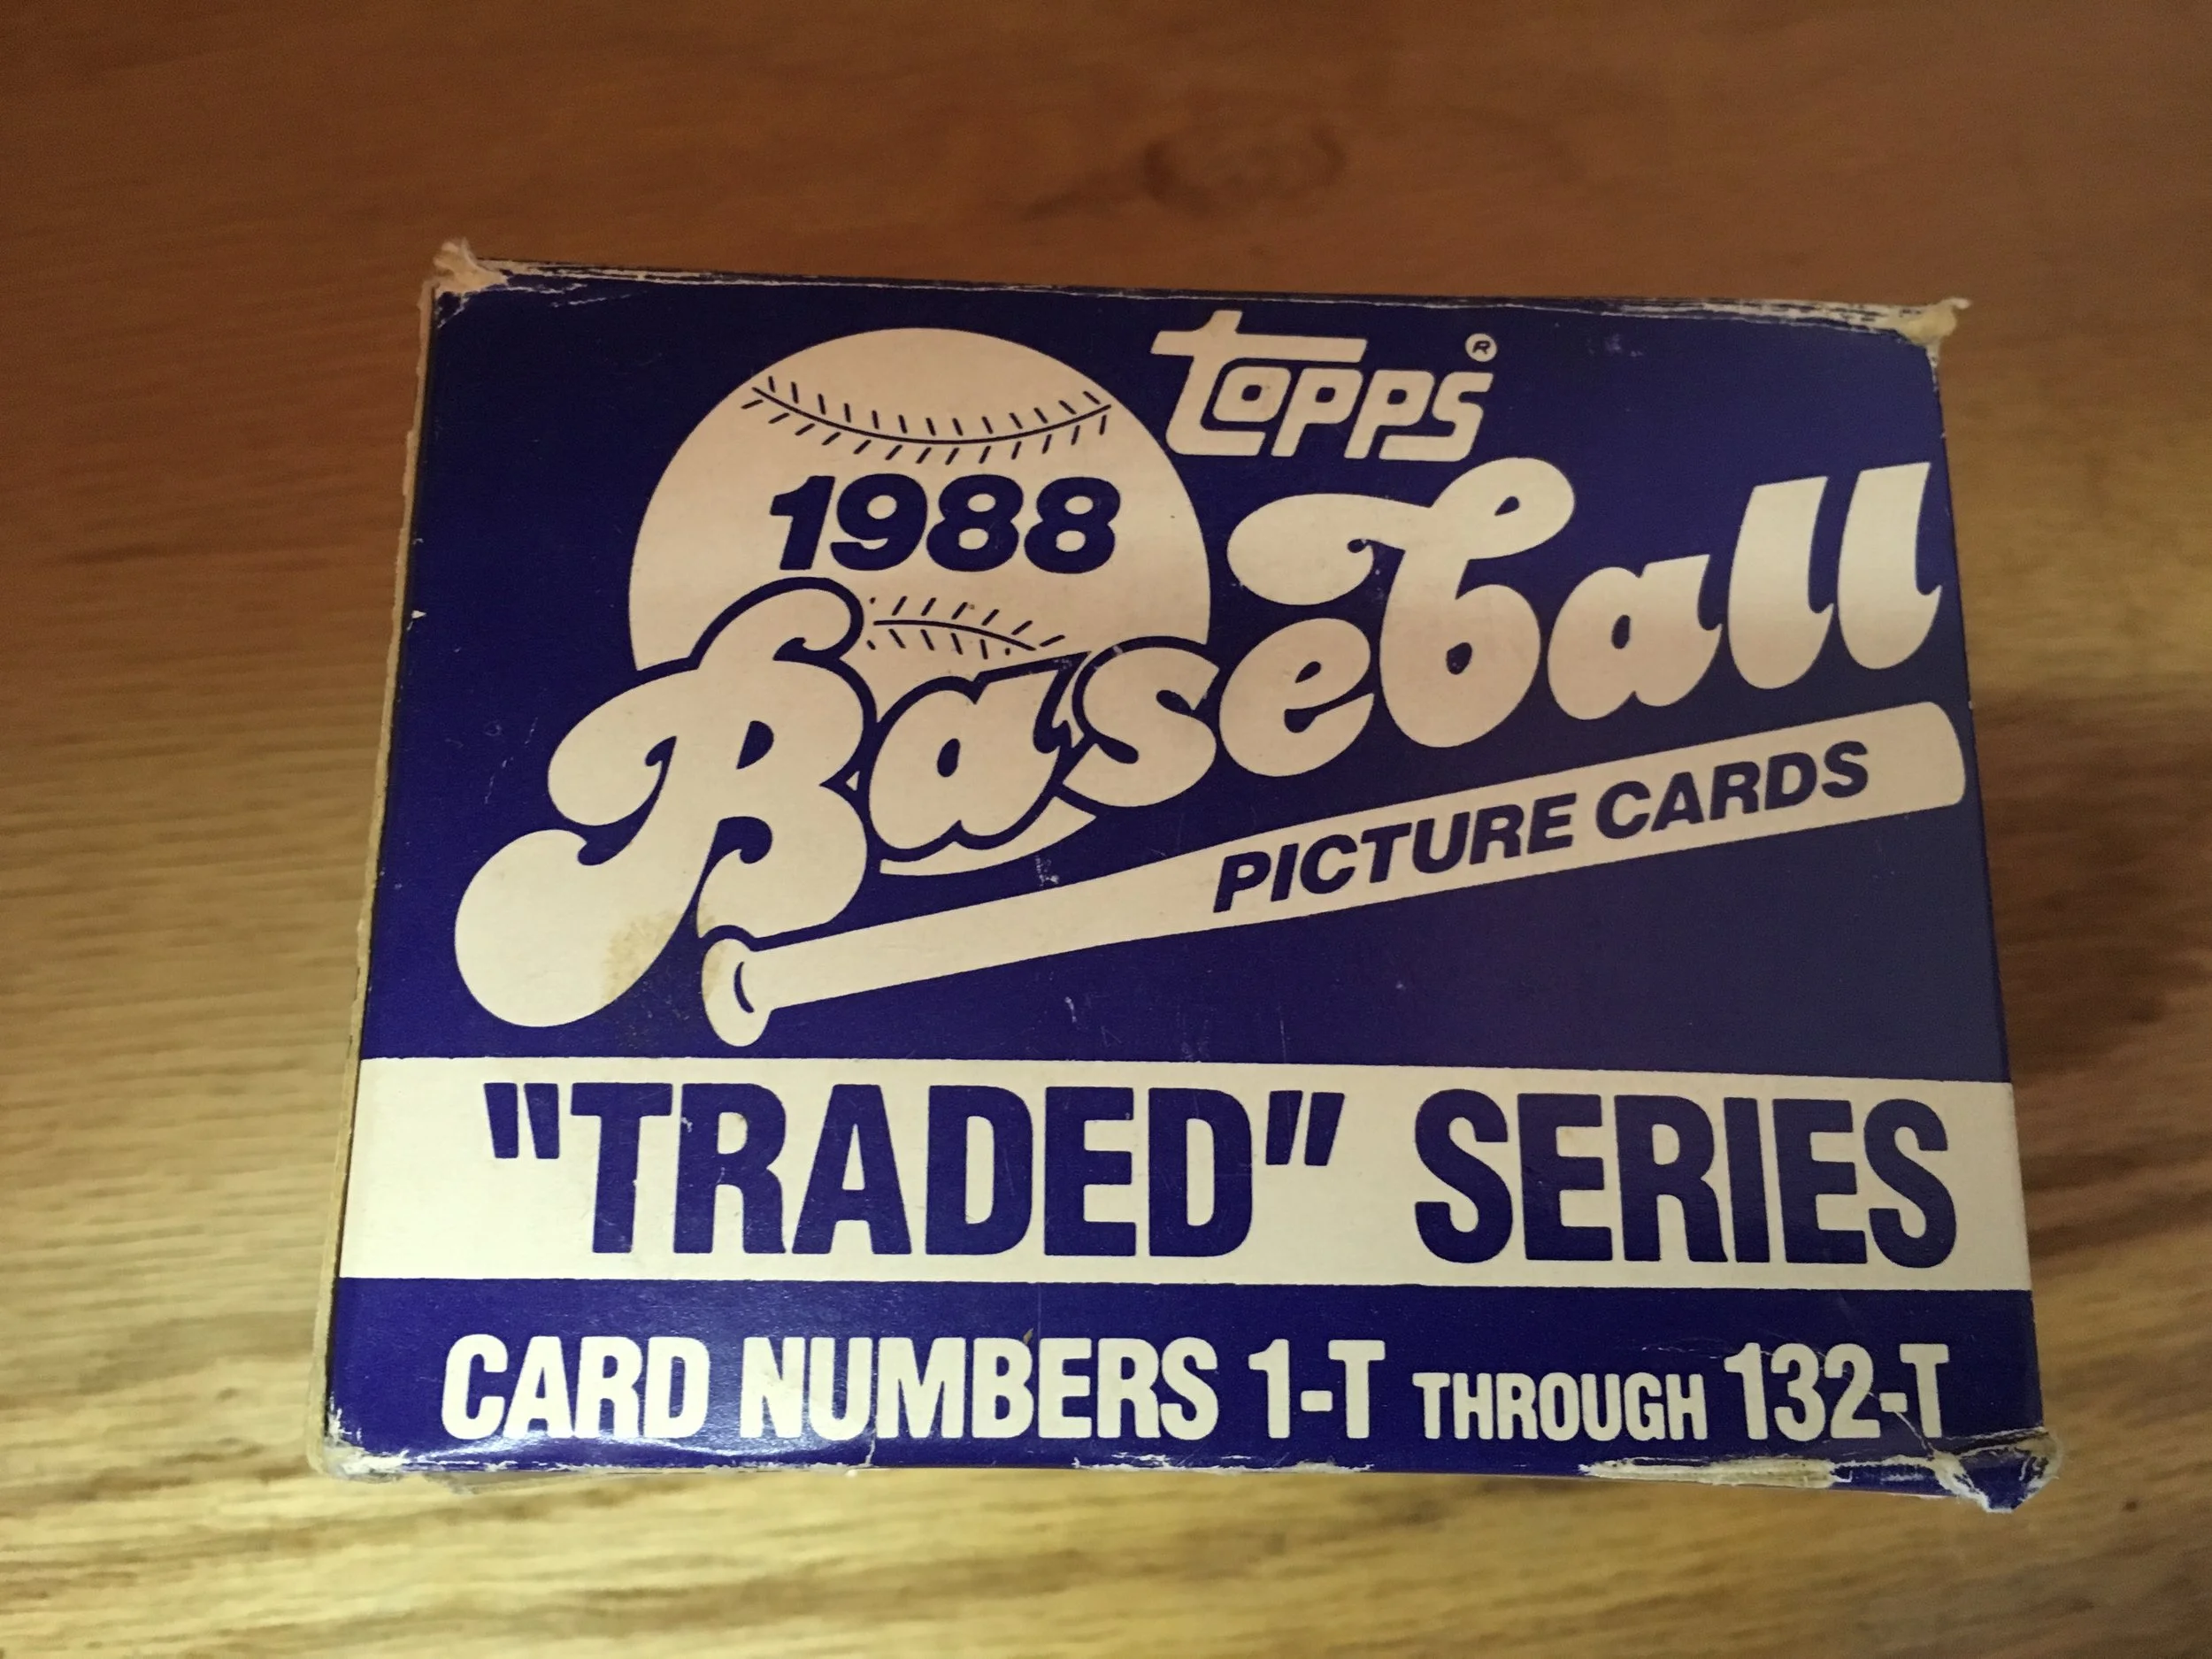 topps®
1988
Baseball
PICTURE CARDS
"TRADED" SERIES
CARD NUMBERS 1-T THROUGH 132-T